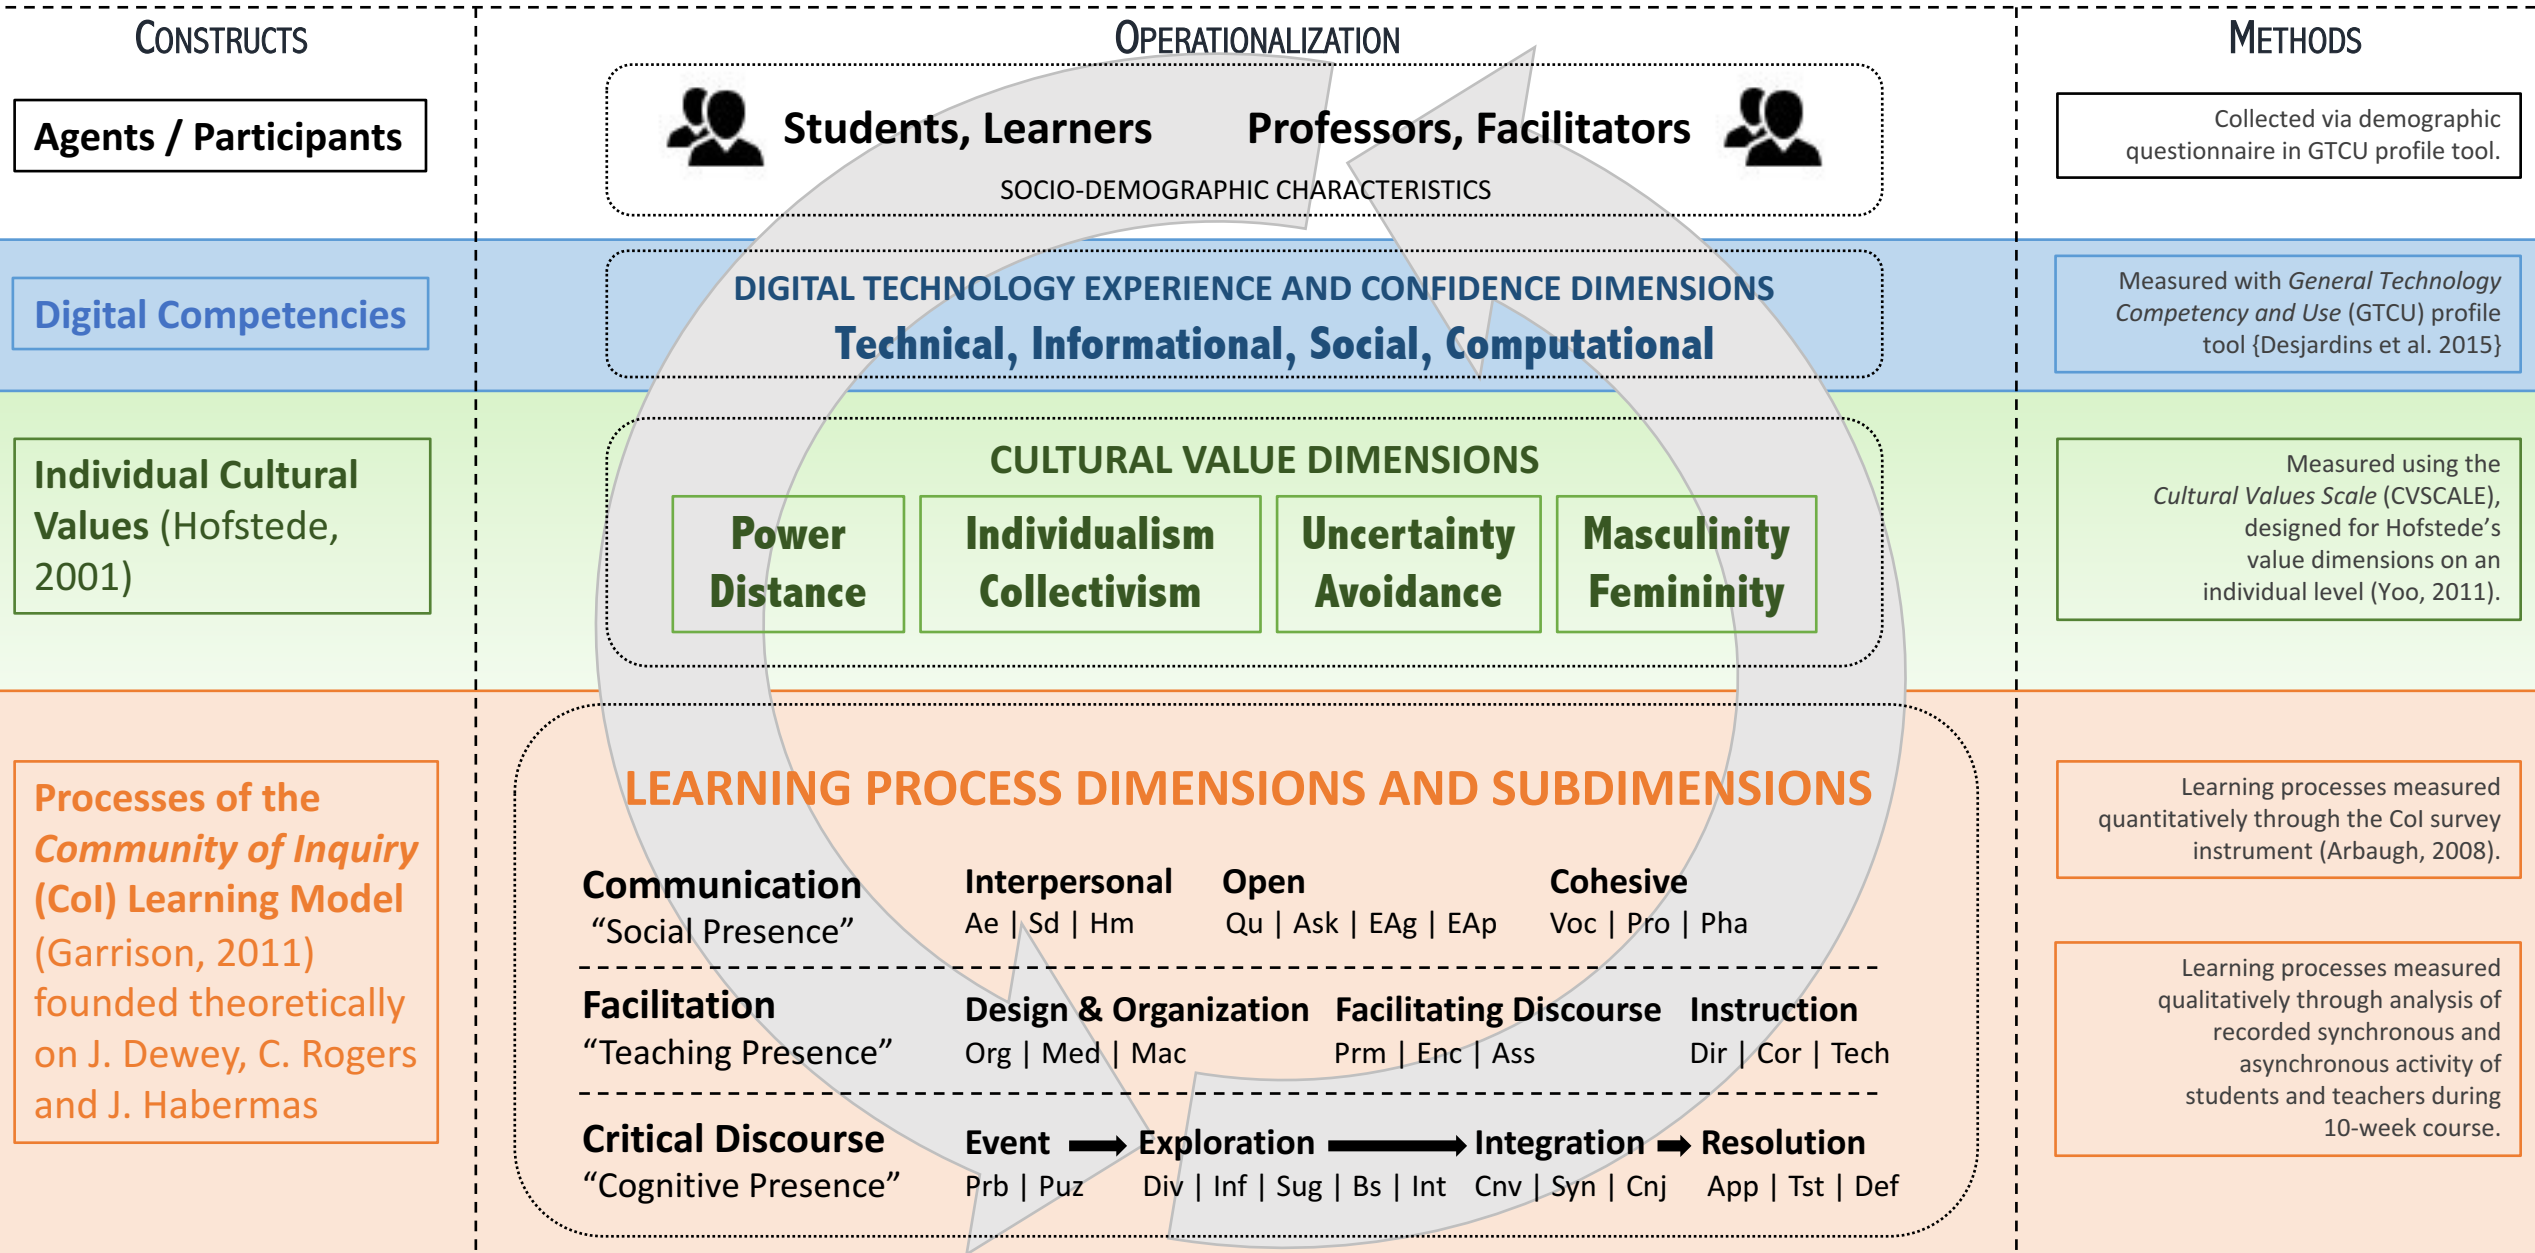 CONSTRUCTS
OPERATIONALIZATION
METHODS
Agents / Participants
Students, Learners
Professors, Facilitators
SOCIO-DEMOGRAPHIC CHARACTERISTICS
Collected via demographic
questionnaire in GTCU profile tool.
Digital Competencies
DIGITAL TECHNOLOGY EXPERIENCE AND CONFIDENCE DIMENSIONS
Technical, Informational, Social, Computational
Measured with General Technology
Competency and Use (GTCU) profile
tool {Desjardins et al. 2015}
Individual Cultural
Values (Hofstede,
2001)
CULTURAL VALUE DIMENSIONS
Power
Distance
Individualism
Collectivism
Uncertainty
Avoidance
Masculinity
Femininity
Measured using the
Cultural Values Scale (CVSCALE),
designed for Hofstede’s
value dimensions on an
individual level (Yoo, 2011).
Processes of the
Community of Inquiry
(CoI) Learning Model
(Garrison, 2011)
founded theoretically
on J. Dewey, C. Rogers
and J. Habermas
LEARNING PROCESS DIMENSIONS AND SUBDIMENSIONS
Communication
“Social Presence”
Interpersonal
Ae | Sd | Hm
Open
Qu | Ask | EAg | EAp
Cohesive
Voc | Pro | Pha
Facilitation
“Teaching Presence”
Design & Organization
Org | Med | Mac
Facilitating Discourse
Prm | Enc | Ass
Instruction
Dir | Cor | Tech
Critical Discourse
“Cognitive Presence”
Event
Prb | Puz
Exploration
Div | Inf | Sug | Bs | Int
Integration
Cnv | Syn | Cnj
Resolution
App | Tst | Def
Learning processes measured
quantitatively through the CoI survey
instrument (Arbaugh, 2008).
Learning processes measured
qualitatively through analysis of
recorded synchronous and
asynchronous activity of
students and teachers during
10-week course.